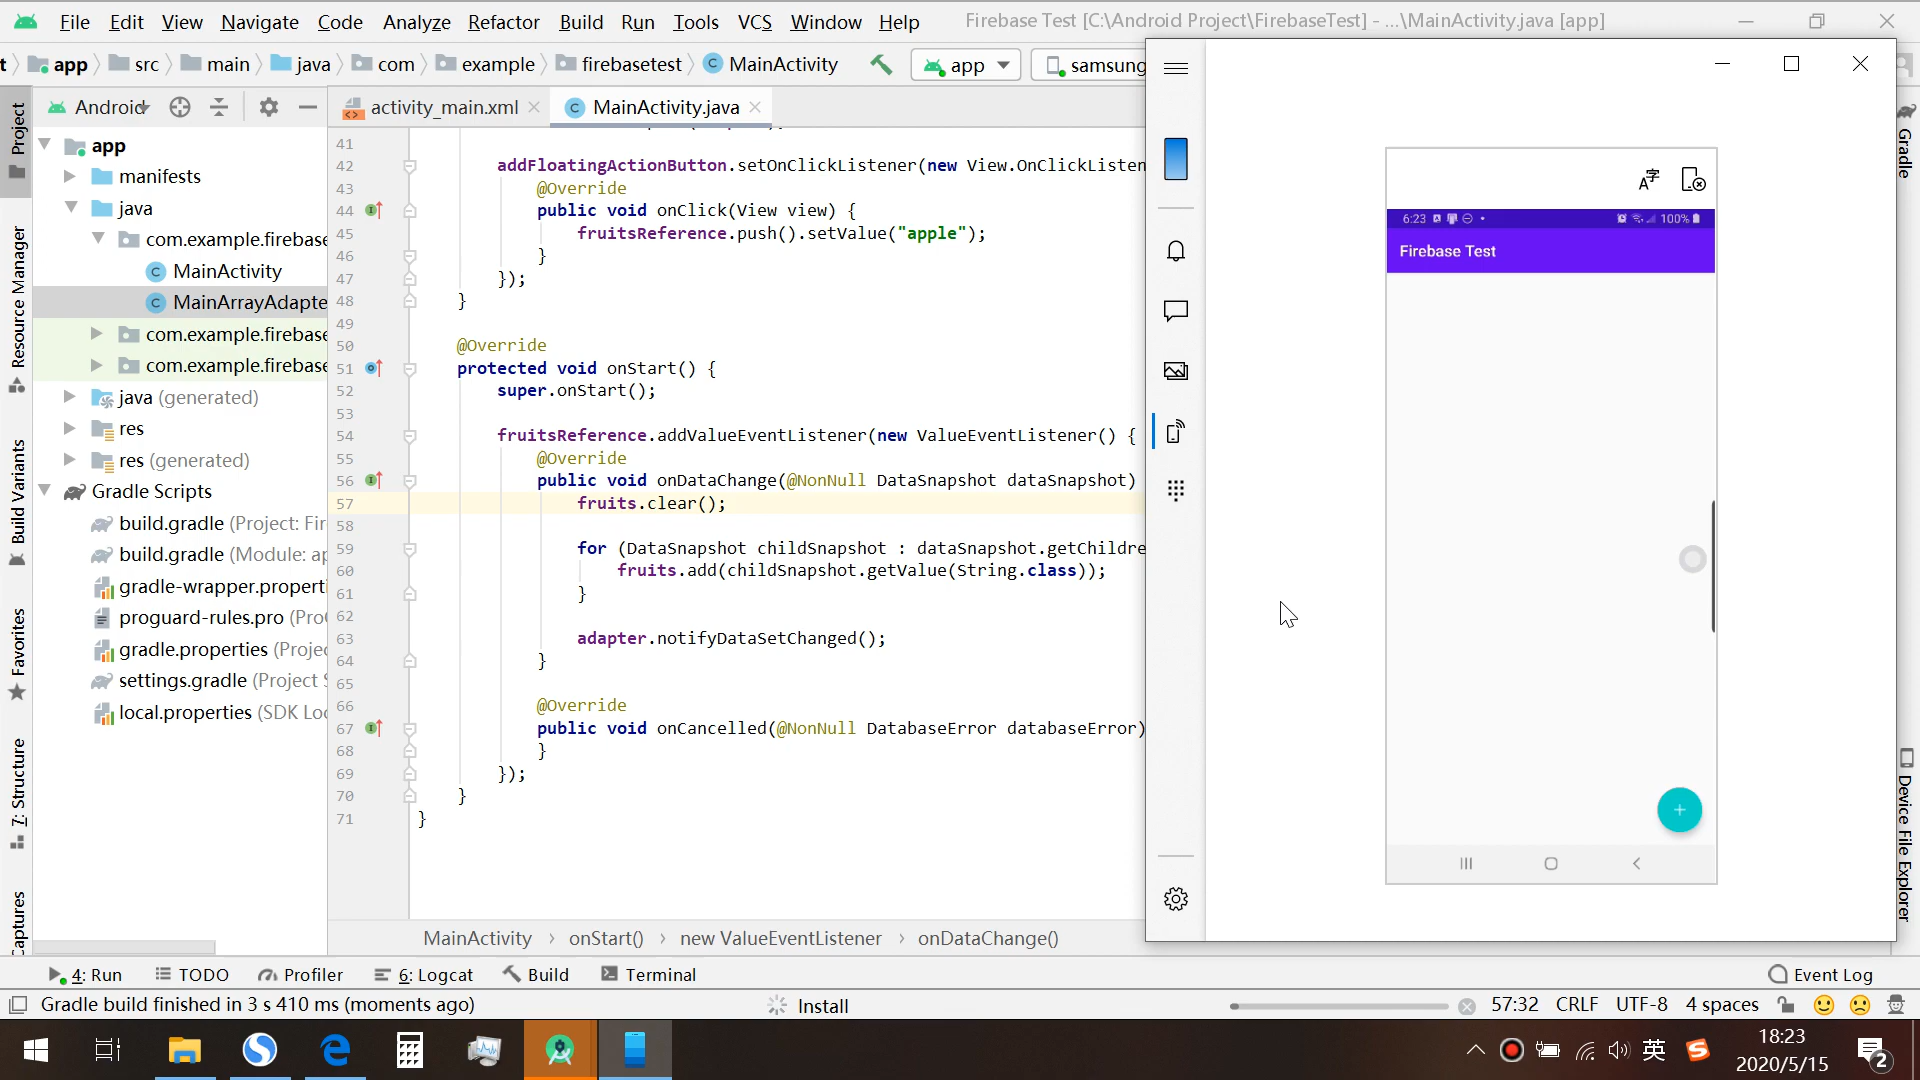 File Edit View Navigate Code Analyze Refactor Build Run Tools VCS Window Help Firebase Test [C:\Android Project\FirebaseTest] - ...\MainActivity.java [app]
t app src main java com example firebasetest MainActivity app samsung
Android
activity_main.xml MainActivity.java
Project
Resource Manager
Build Variants
Favorites
7: Structure
Captures
app
manifests
java
com.example.firebase
MainActivity
MainArrayAdapte
com.example.firebase
com.example.firebase
java (generated)
res
res (generated)
Gradle Scripts
build.gradle (Project: Fir
build.gradle (Module: ap
gradle-wrapper.properti
proguard-rules.pro (Pro
gradle.properties (Projec
settings.gradle (Project S
local.properties (SDK Loc
41
42 addFloatingActionButton.setOnClickListener(new View.OnClickListen
43 @Override
44 public void onClick(View view) {
45 fruitsReference.push().setValue("apple");
46 }
47 });
48 }
49
50 @Override
51 protected void onStart() {
52 super.onStart();
53
54 fruitsReference.addValueEventListener(new ValueEventListener() {
55 @Override
56 public void onDataChange(@NonNull DataSnapshot dataSnapshot)
57 fruits.clear();
58
59 for (DataSnapshot childSnapshot : dataSnapshot.getChildre
60 fruits.add(childSnapshot.getValue(String.class));
61 }
62
63 adapter.notifyDataSetChanged();
64 }
65
66 @Override
67 public void onCancelled(@NonNull DatabaseError databaseError)
68 }
69 });
70 }
71 }
MainActivity › onStart() › new ValueEventListener › onDataChange()
A字
6:23 100%
Firebase Test
Gradle
Device File Explorer
4: Run TODO Profiler 6: Logcat Build Terminal Event Log
Gradle build finished in 3 s 410 ms (moments ago) Install 57:32 CRLF UTF-8 4 spaces
英 18:23
2020/5/15 2